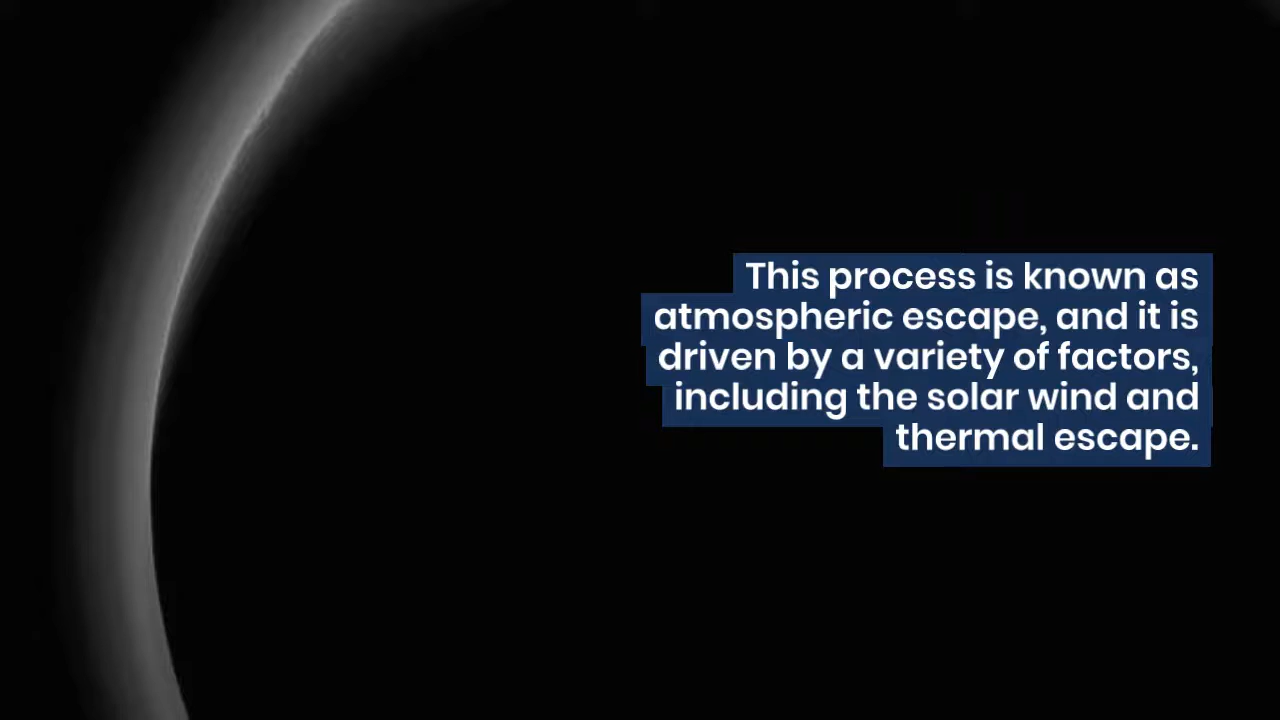 This process is known as
atmospheric escape, and it is
driven by a variety of factors,
including the solar wind and
thermal escape.